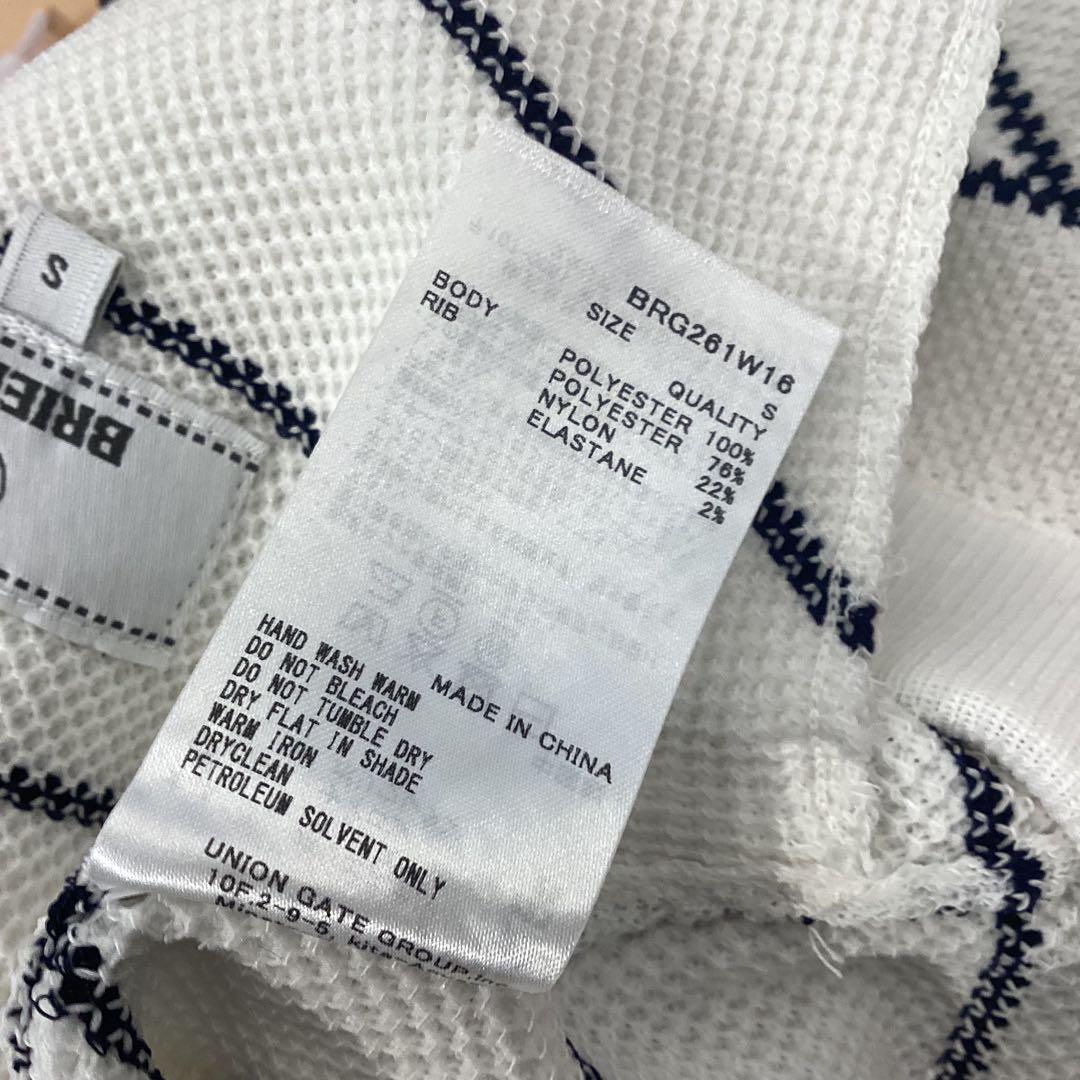 S
BRIE
BRG261W16
SIZE S
QUALITY
BODY POLYESTER 100%
RIB POLYESTER 76%
NYLON 22%
ELASTANE 2%
MADE IN CHINA
HAND WASH WARM
DO NOT BLEACH
DO NOT TUMBLE DRY
DRY FLAT IN SHADE
WARM IRON
DRYCLEAN
PETROLEUM SOLVENT ONLY
UNION GATE GROUP
10F,2-9-5,